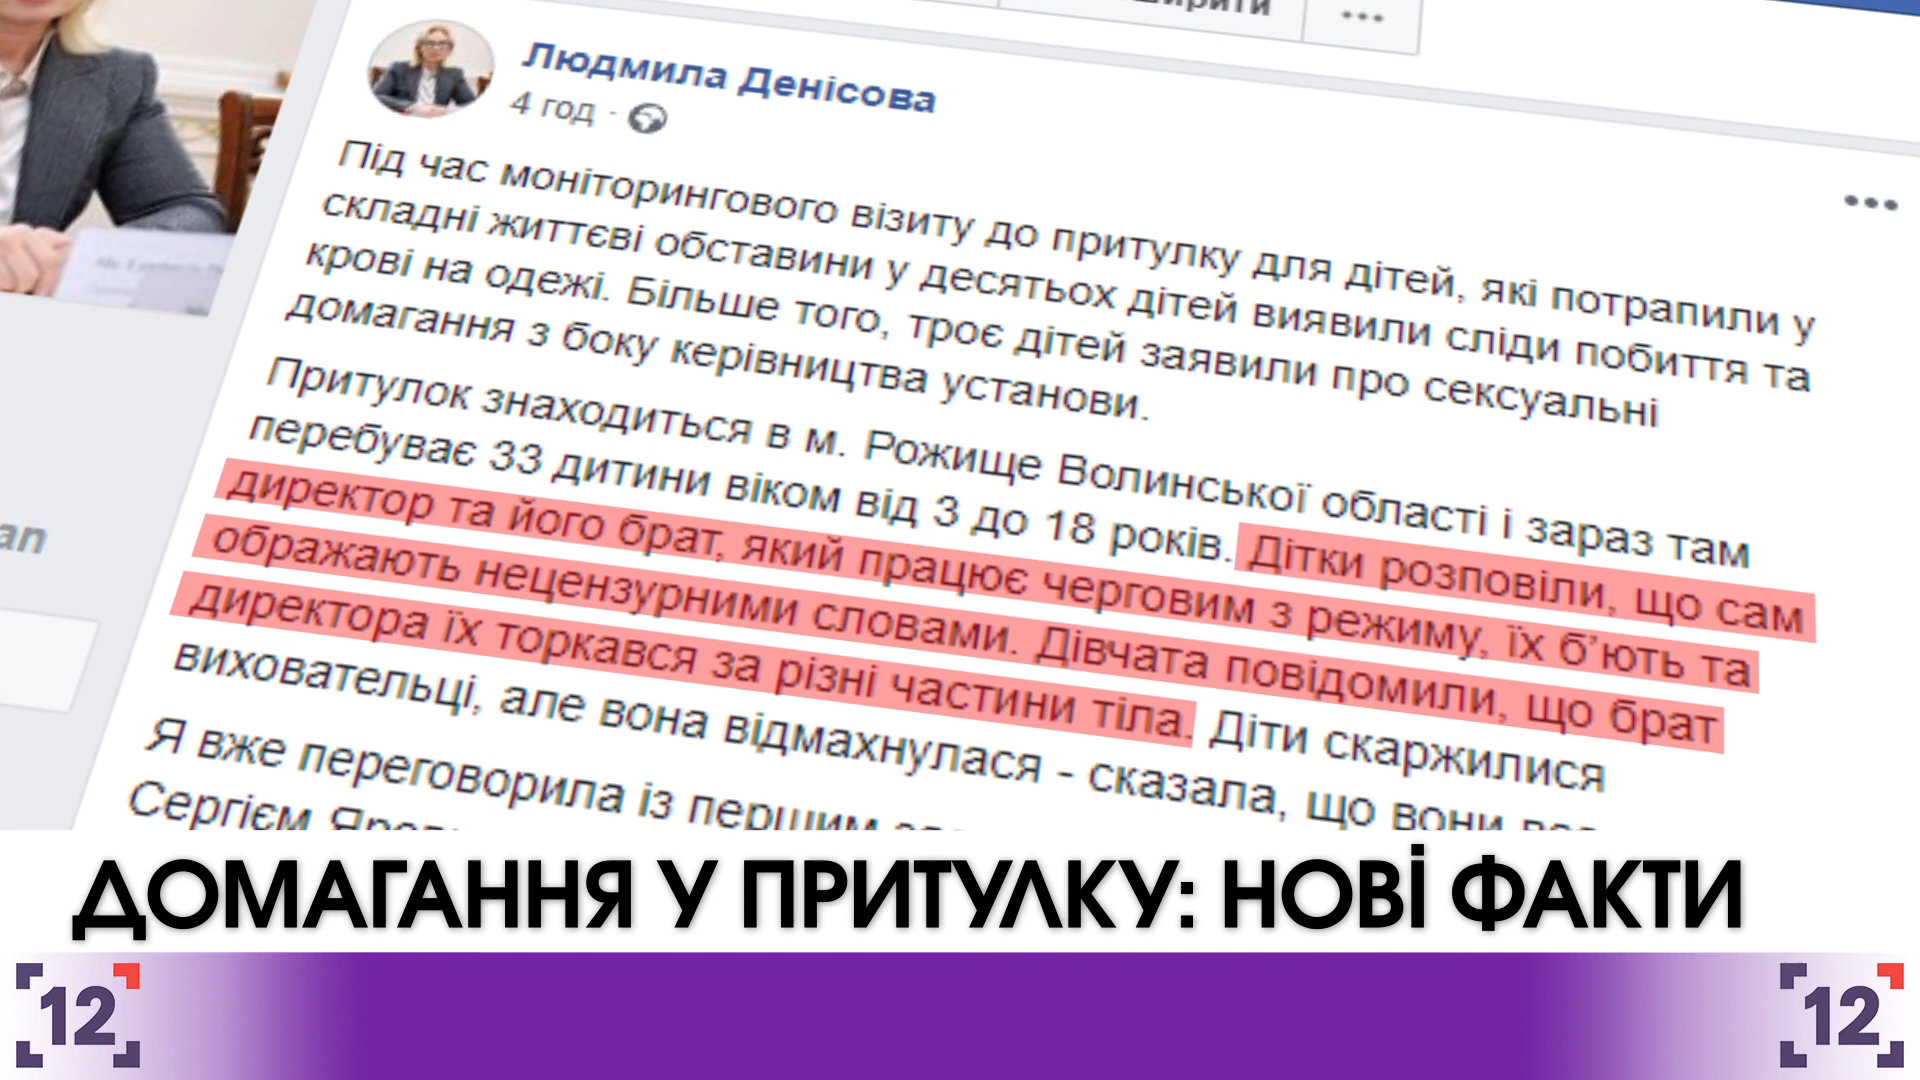 Людмила Денісова
4 год ·
Під час моніторингового візиту до притулку для дітей, які потрапили у
складні життєві обставини у десятьох дітей виявили сліди побиття та
крові на одежі. Більше того, троє дітей заявили про сексуальні
домагання з боку керівництва установи.
Притулок знаходиться в м. Рожище Волинської області і зараз там
перебуває 33 дитини віком від 3 до 18 років. Дітки розповіли, що сам
директор та його брат, який працює черговим з режиму, їх б’ють та
ображають нецензурними словами. Дівчата повідомили, що брат
директора їх торкався за різні частини тіла. Діти скаржилися
виховательці, але вона відмахнулася - сказала, що вони
Я вже переговорила із першим
Сергієм
an
ДОМАГАННЯ У ПРИТУЛКУ: НОВІ ФАКТИ
12
12